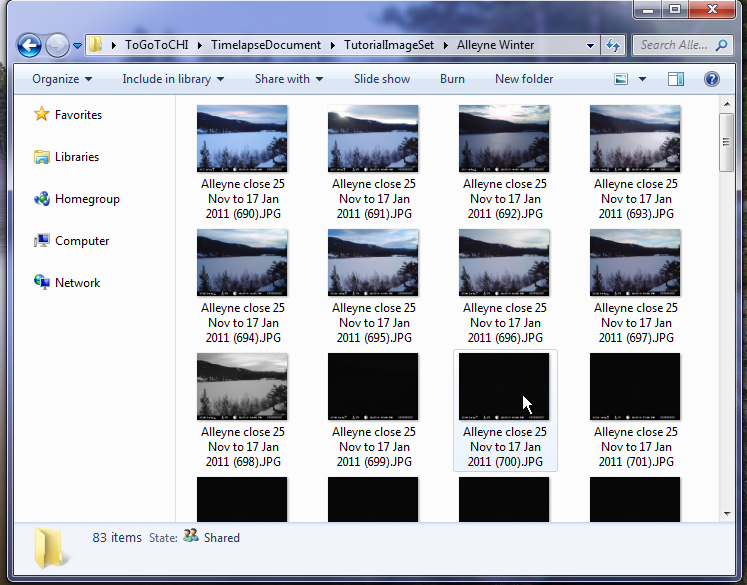 ToGoToCHI
TimelapseDocument
TutorialImageSet
Alleyne Winter
Search Alle...
Organize
Include in library
Share with
Slide show
Burn
New folder
Favorites
Libraries
Homegroup
Computer
Network
Alleyne close 25
Nov to 17 Jan
2011 (690).JPG
Alleyne close 25
Nov to 17 Jan
2011 (691).JPG
Alleyne close 25
Nov to 17 Jan
2011 (692).JPG
Alleyne close 25
Nov to 17 Jan
2011 (693).JPG
Alleyne close 25
Nov to 17 Jan
2011 (694).JPG
Alleyne close 25
Nov to 17 Jan
2011 (695).JPG
Alleyne close 25
Nov to 17 Jan
2011 (696).JPG
Alleyne close 25
Nov to 17 Jan
2011 (697).JPG
Alleyne close 25
Nov to 17 Jan
2011 (698).JPG
Alleyne close 25
Nov to 17 Jan
2011 (699).JPG
Alleyne close 25
Nov to 17 Jan
2011 (700).JPG
Alleyne close 25
Nov to 17 Jan
2011 (701).JPG
83 items State: Shared